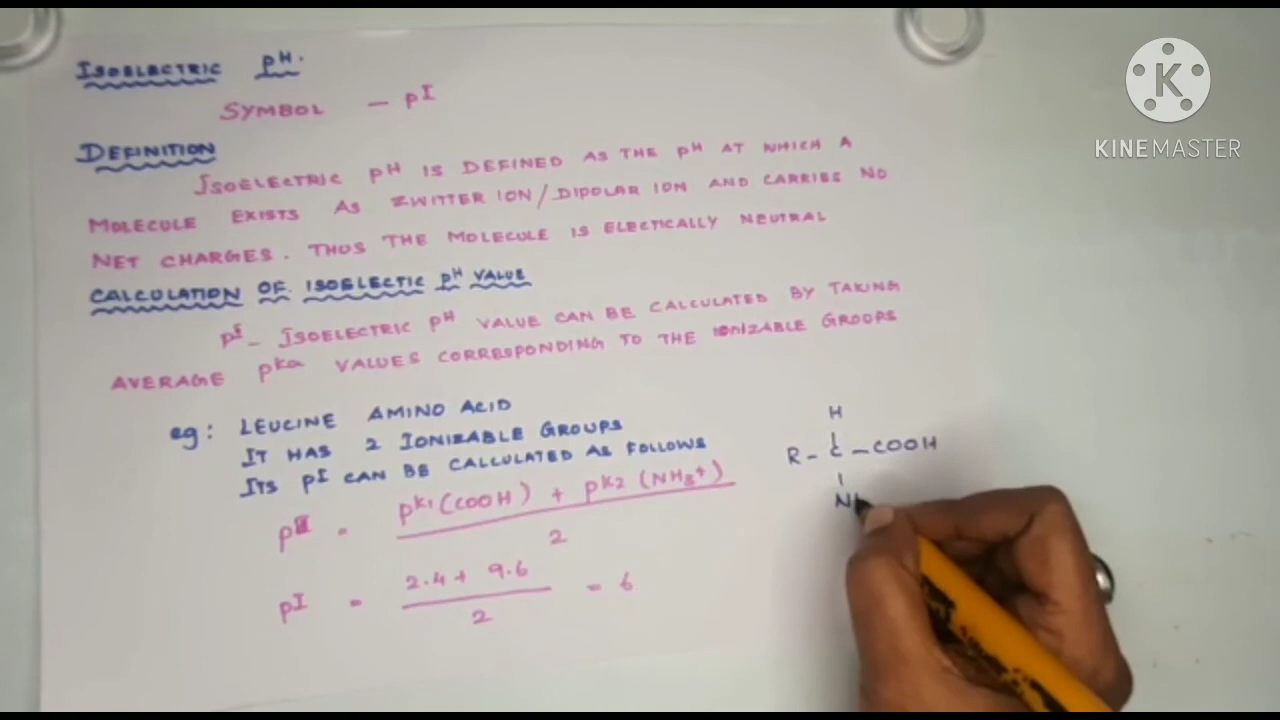 ISOELECTRIC pH.
SYMBOL – pI
DEFINITION
ISOELECTRIC pH IS DEFINED AS THE pH AT WHICH A
MOLECULE EXISTS AS ZWITTER ION / DIPOLAR ION AND CARRIES NO
NET CHARGES. THUS THE MOLECULE IS ELECTICALLY NEUTRAL
CALCULATION OF ISOELECTIC pH VALUE
pI – ISOELECTRIC pH VALUE CAN BE CALCULATED BY TAKING
AVERAGE pKa VALUES CORRESPONDING TO THE IONIZABLE GROUPS
eg: LEUCINE AMINO ACID
IT HAS 2 IONIZABLE GROUPS
ITS pI CAN BE CALCULATED AS FOLLOWS
pI = pK1 (COOH) + pK2 (NH3+)
2
pI = 2.4 + 9.6 = 6
2
H
R - C - COOH
N
K
KINEMASTER